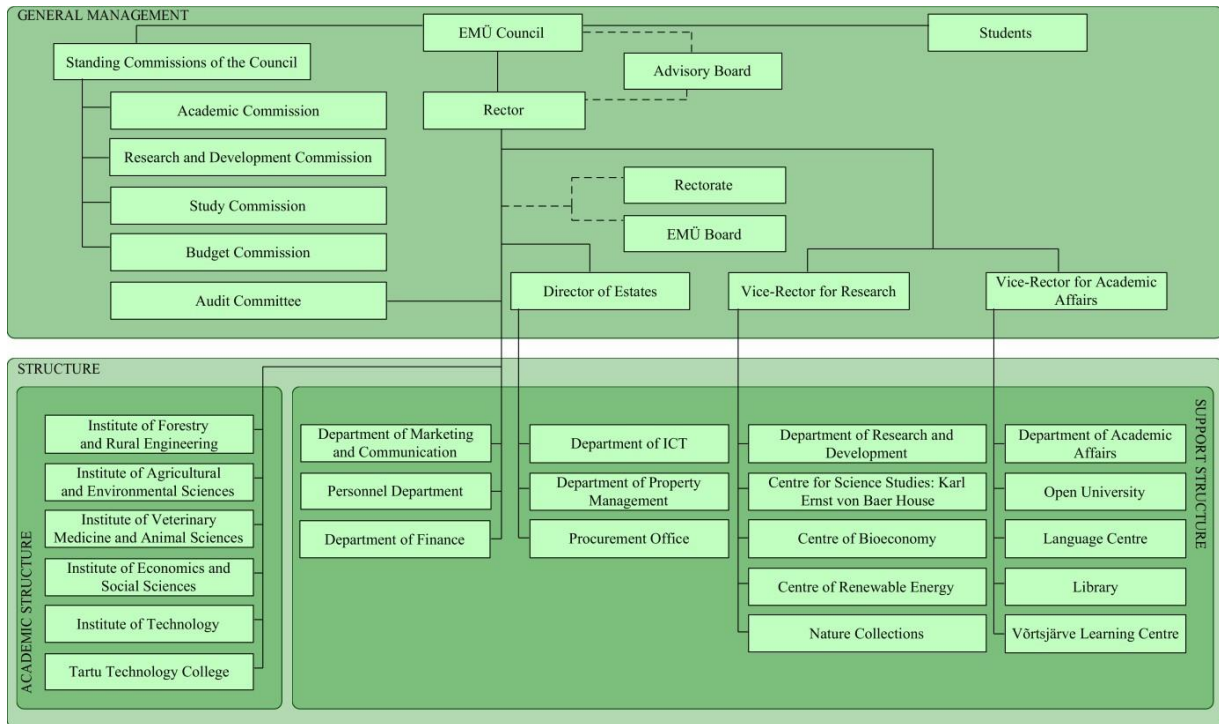 GENERAL MANAGEMENT
EMÜ Council
Students
Standing Commissions of the Council
Advisory Board
Academic Commission
Rector
Research and Development Commission
Rectorate
Study Commission
EMÜ Board
Budget Commission
Audit Committee
Director of Estates
Vice-Rector for Research
Vice-Rector for Academic
Affairs
STRUCTURE
ACADEMIC STRUCTURE
Institute of Forestry
and Rural Engineering
Institute of Agricultural
and Environmental Sciences
Institute of Veterinary
Medicine and Animal Sciences
Institute of Economics and
Social Sciences
Institute of Technology
Tartu Technology College
SUPPORT STRUCTURE
Department of Marketing
and Communication
Personnel Department
Department of Finance
Department of ICT
Department of Property
Management
Procurement Office
Department of Research and
Development
Centre for Science Studies: Karl
Ernst von Baer House
Centre of Bioeconomy
Centre of Renewable Energy
Nature Collections
Department of Academic
Affairs
Open University
Language Centre
Library
Võrtsjärve Learning Centre